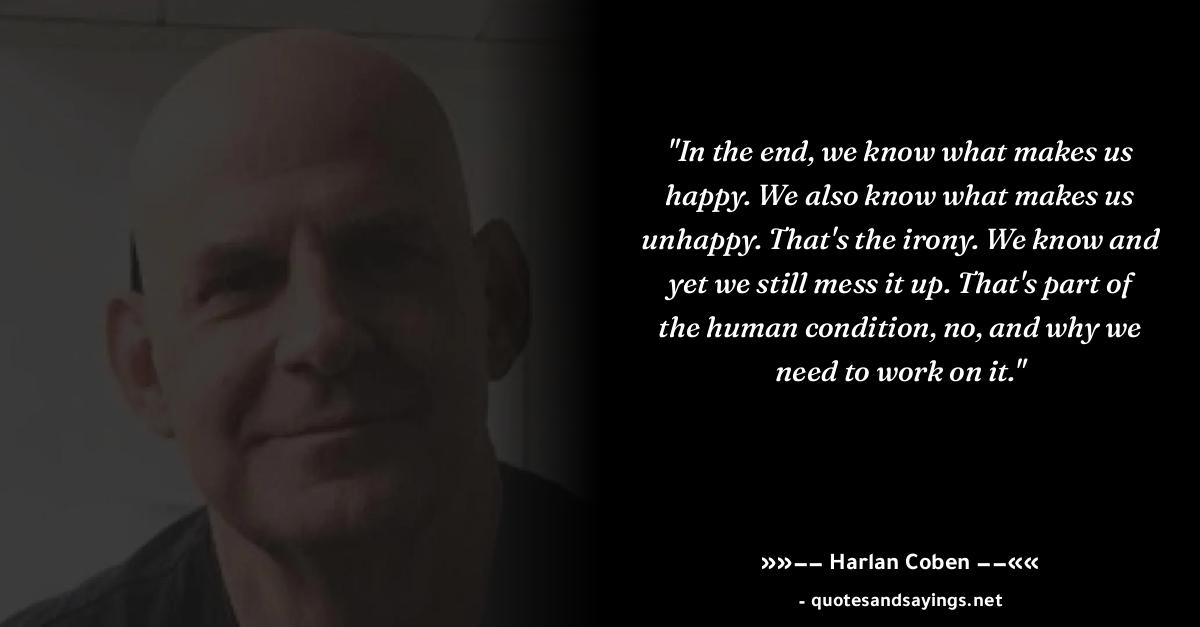 "In the end, we know what makes us
happy. We also know what makes us
unhappy. That's the irony. We know and
yet we still mess it up. That's part of
the human condition, no, and why we
need to work on it."
»»–– Harlan Coben ––««
- quotesandsayings.net